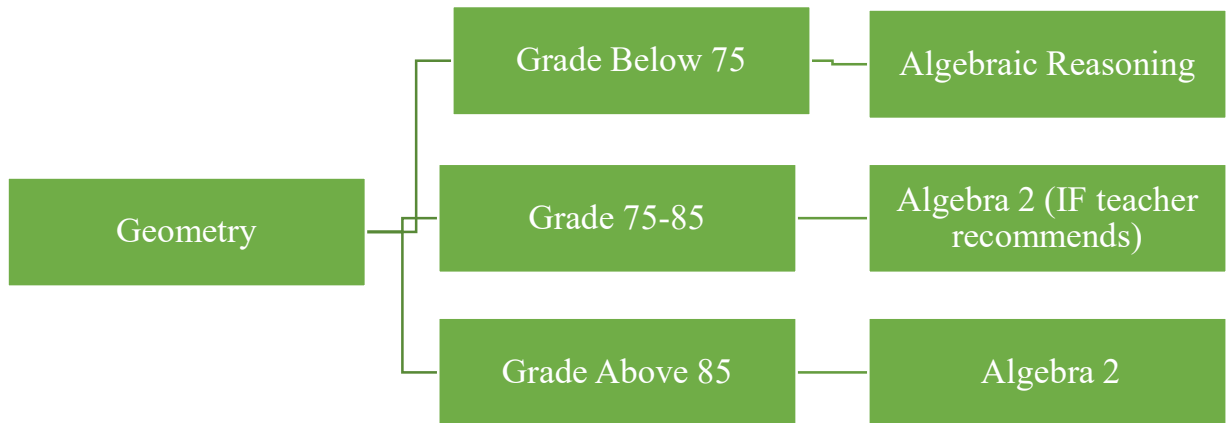 Geometry
Grade Below 75
Algebraic Reasoning
Grade 75-85
Algebra 2 (IF teacher
recommends)
Grade Above 85
Algebra 2